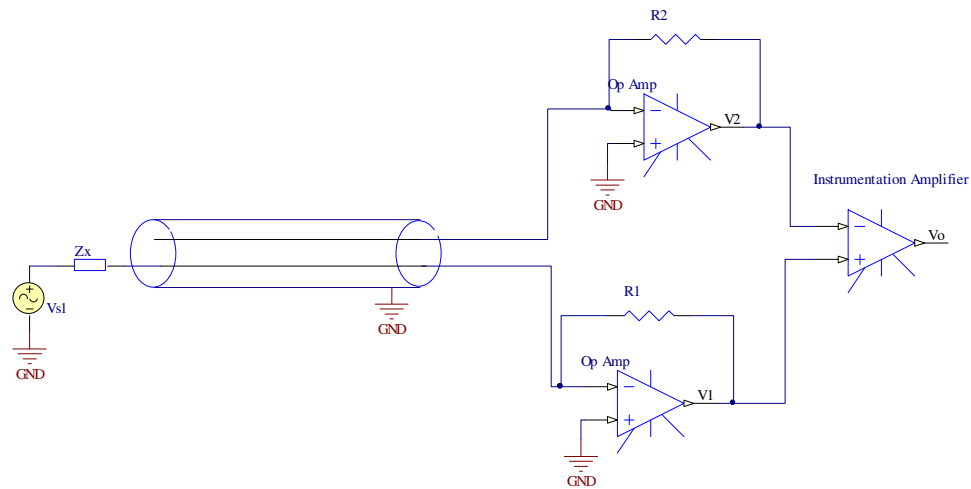 R2
Op Amp
V2
GND
Instrumentation Amplifier
Vo
Zx
Vs1
GND
GND
R1
Op Amp
V1
GND